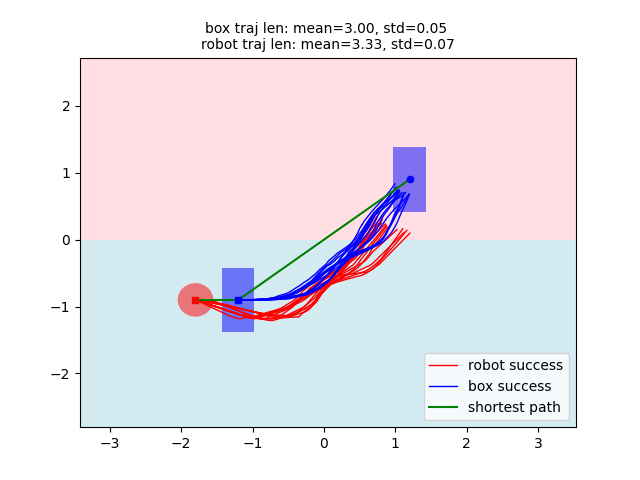 box traj len: mean=3.00, std=0.05
robot traj len: mean=3.33, std=0.07
2
1
0
−1
−2
−3
−2
−1
0
1
2
3
robot success
box success
shortest path